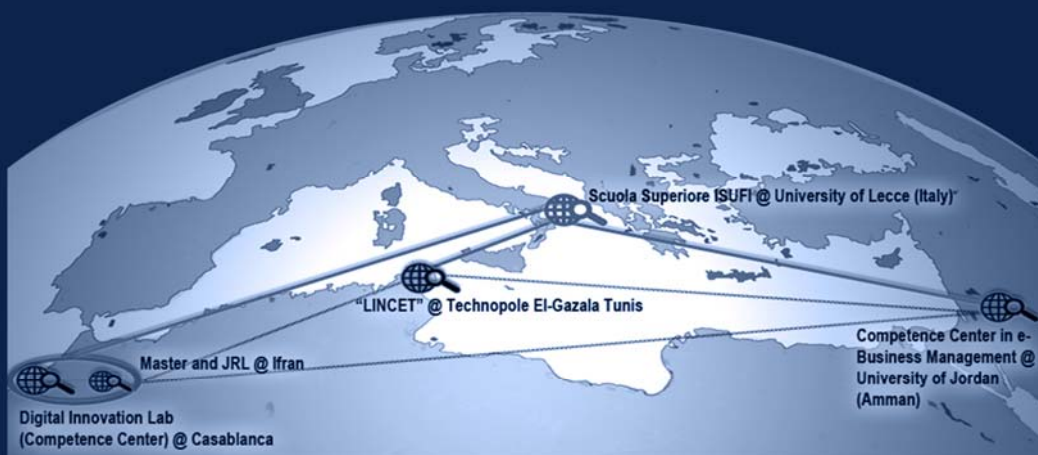 Scuola Superiore ISUFI @ University of Lecce (Italy)"
"LINCET" @ Technopole El-Gazala Tunis
Competence Center in e-
Business Management @
University of Jordan
(Amman)
Master and JRL @ Ifran
Digital Innovation Lab
(Competence Center) @ Casablanca